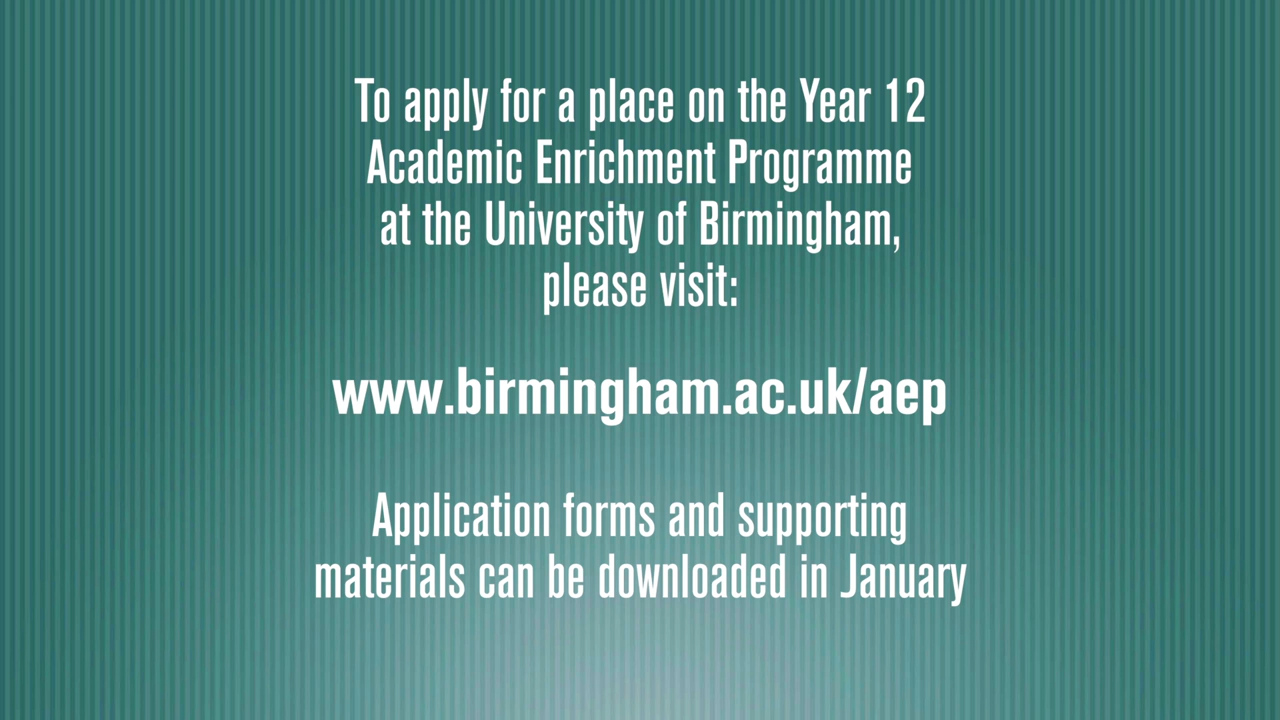 To apply for a place on the Year 12
Academic Enrichment Programme
at the University of Birmingham,
please visit:
www.birmingham.ac.uk/aep
Application forms and supporting
materials can be downloaded in January